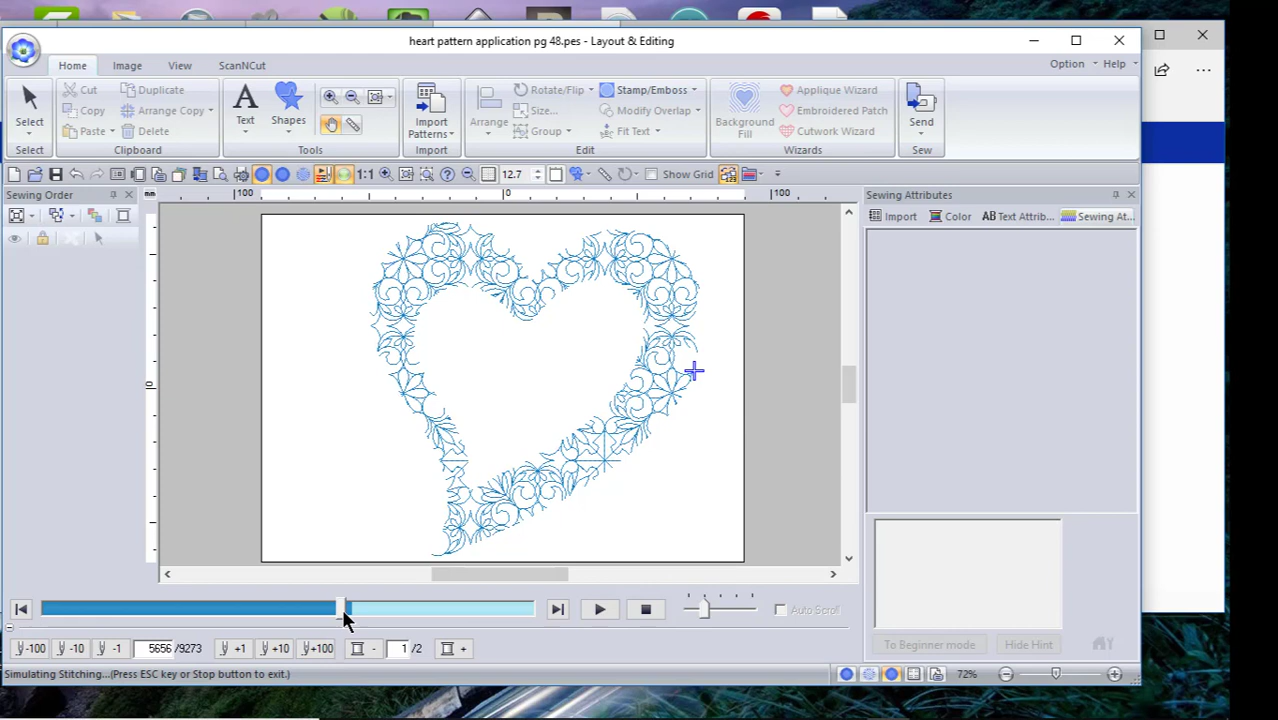 heart pattern application pg 48.pes - Layout & Editing
Home Image View ScanNCut Option Help
Select Cut Copy Paste Duplicate Arrange Copy Delete Text Shapes Import Patterns Arrange Rotate/Flip Size... Group Stamp/Emboss Modify Overlap Fit Text Background Fill Applique Wizard Embroidered Patch Cutwork Wizard Send
Select Clipboard Tools Import Edit Wizards Sew
1:1 12.7 Show Grid
Sewing Order mm 100 0 100 Sewing Attributes
Import Color AB Text Attrib... Sewing At...
0
Auto Scroll
-100 -10 -1 5656 /9273 +1 +10 +100 - 1 /2 + To Beginner mode Hide Hint
Simulating Stitching...(Press ESC key or Stop button to exit.) 72%